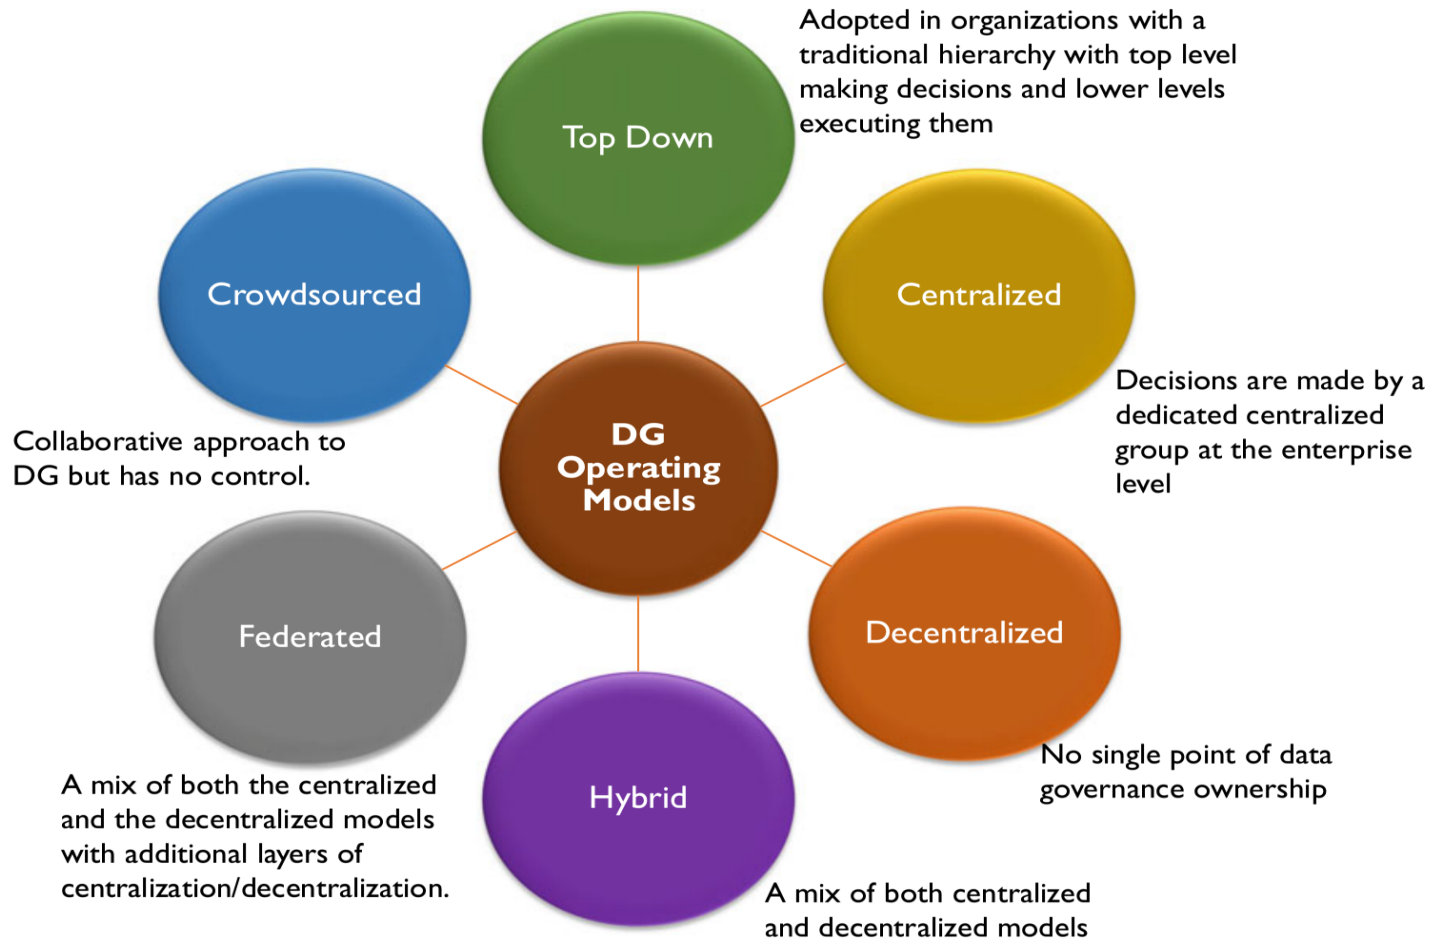 Adopted in organizations with a
traditional hierarchy with top level
making decisions and lower levels
executing them
Top Down
Crowdsourced
Centralized
Decisions are made by a
dedicated centralized
group at the enterprise
level
Collaborative approach to
DG but has no control.
DG
Operating
Models
Federated
Decentralized
No single point of data
governance ownership
A mix of both the centralized
and the decentralized models
with additional layers of
centralization/decentralization.
Hybrid
A mix of both centralized
and decentralized models